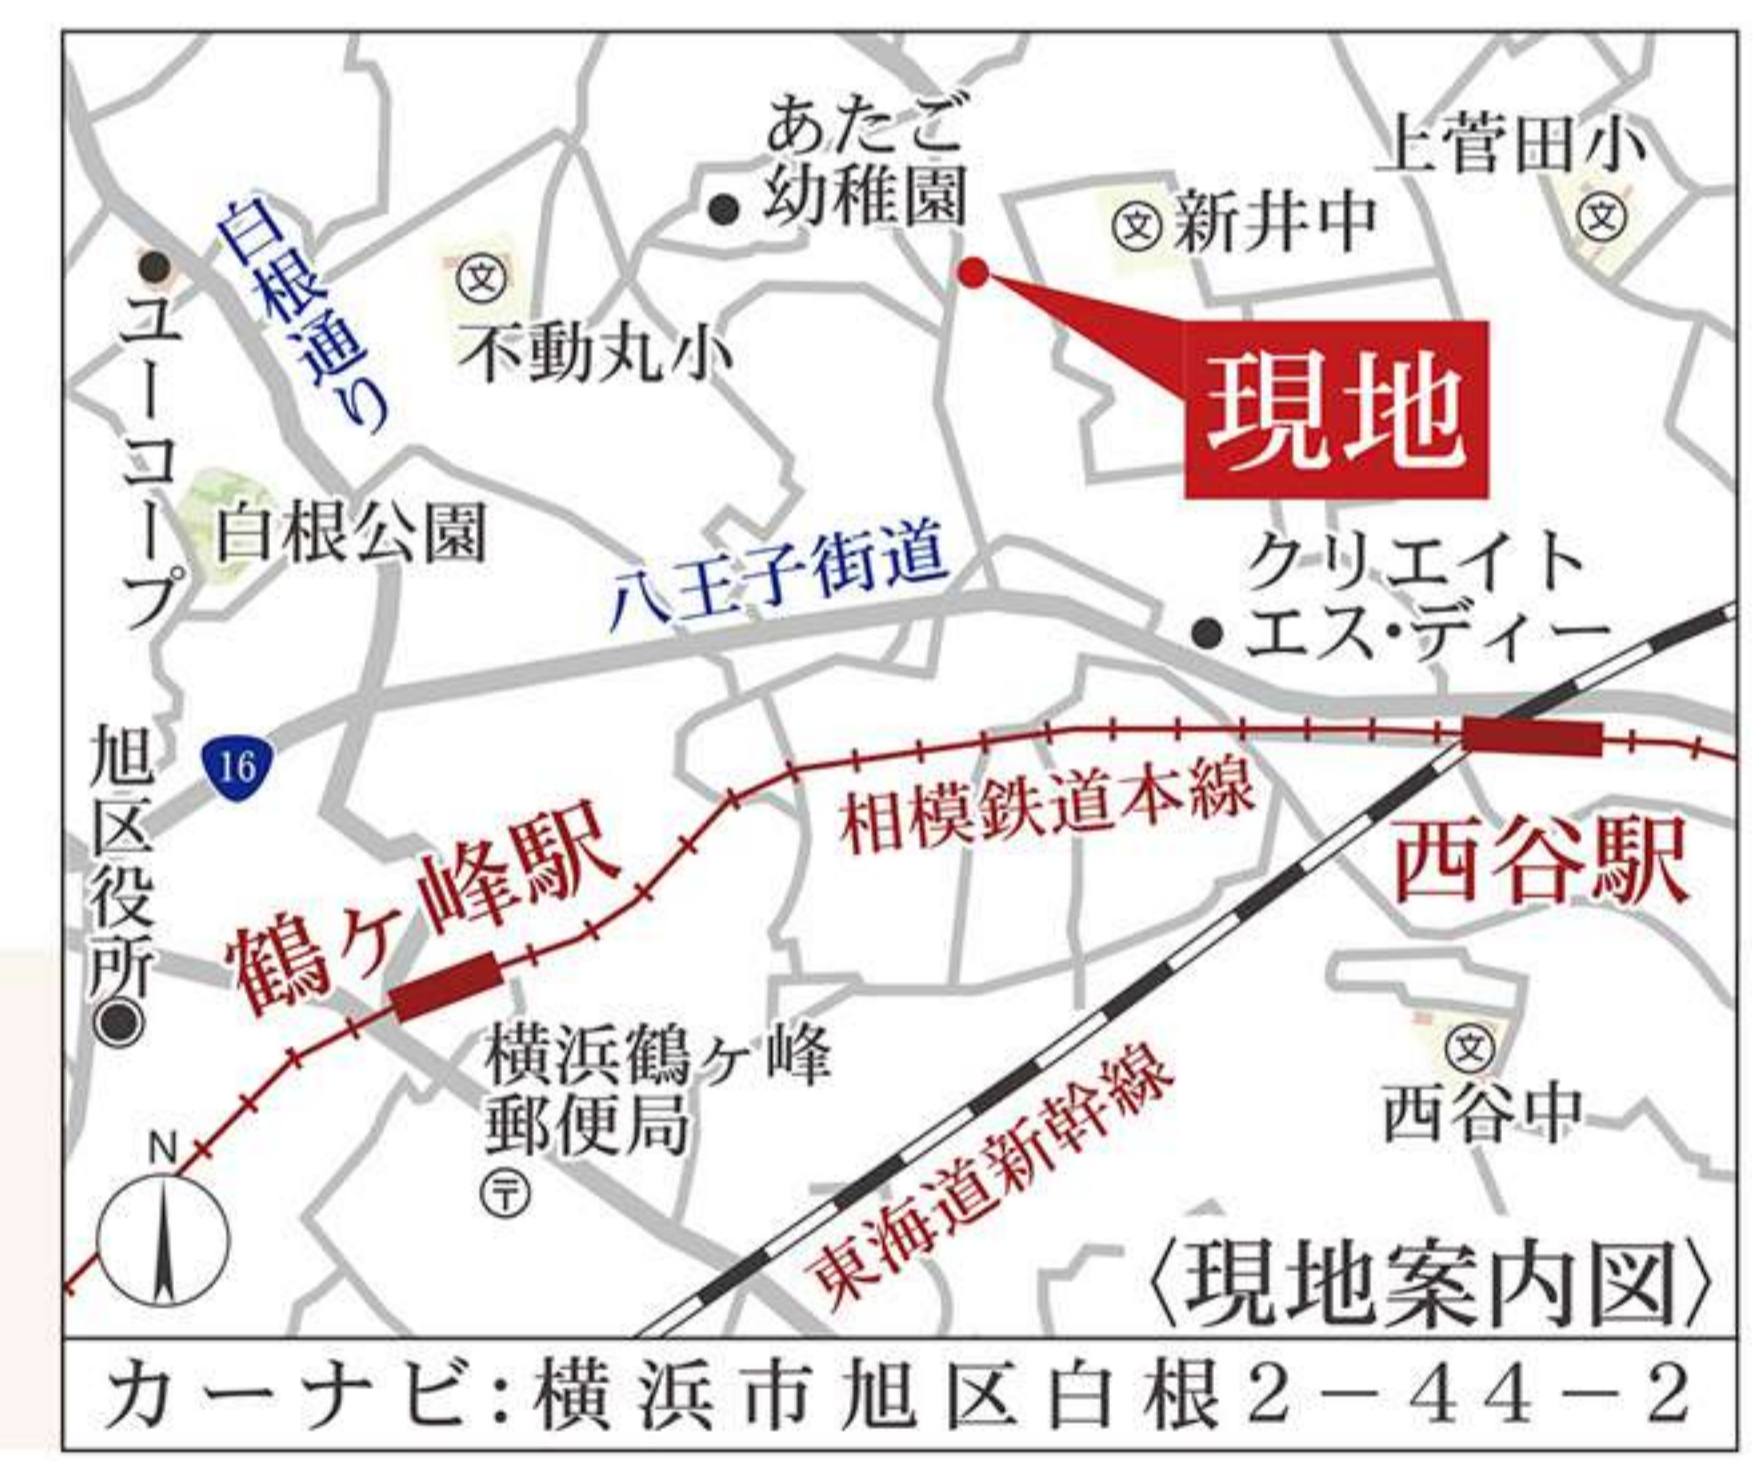 あたご
幼稚園
上菅田小
文
新井中
文
白根通り
ユーコープ
文
不動丸小
現地
白根公園
八王子街道
クリエイト
エス・ディー
旭区役所
16
相模鉄道本線
西谷駅
鶴ヶ峰駅
横浜鶴ヶ峰
郵便局
〒
文
西谷中
東海道新幹線
N
〈現地案内図〉
カーナビ:横浜市旭区白根2−44−2